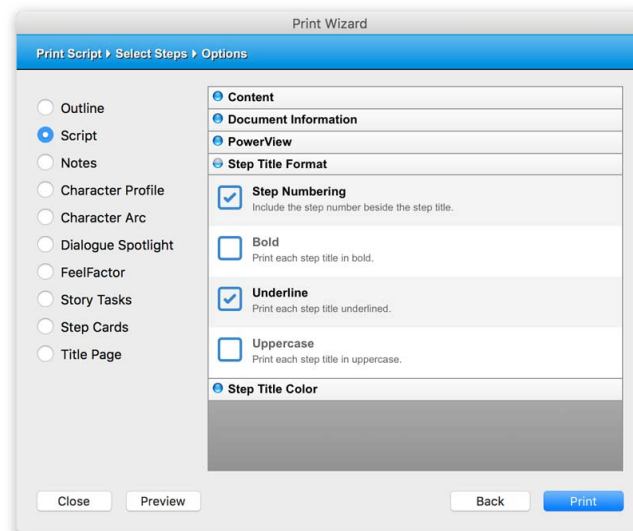 Print Wizard
Print Script ▸ Select Steps ▸ Options
Outline
Script
Notes
Character Profile
Character Arc
Dialogue Spotlight
FeelFactor
Story Tasks
Step Cards
Title Page
Content
Document Information
PowerView
Step Title Format
Step Numbering
Include the step number beside the step title.
Bold
Print each step title in bold.
Underline
Print each step title underlined.
Uppercase
Print each step title in uppercase.
Step Title Color
Close
Preview
Back
Print